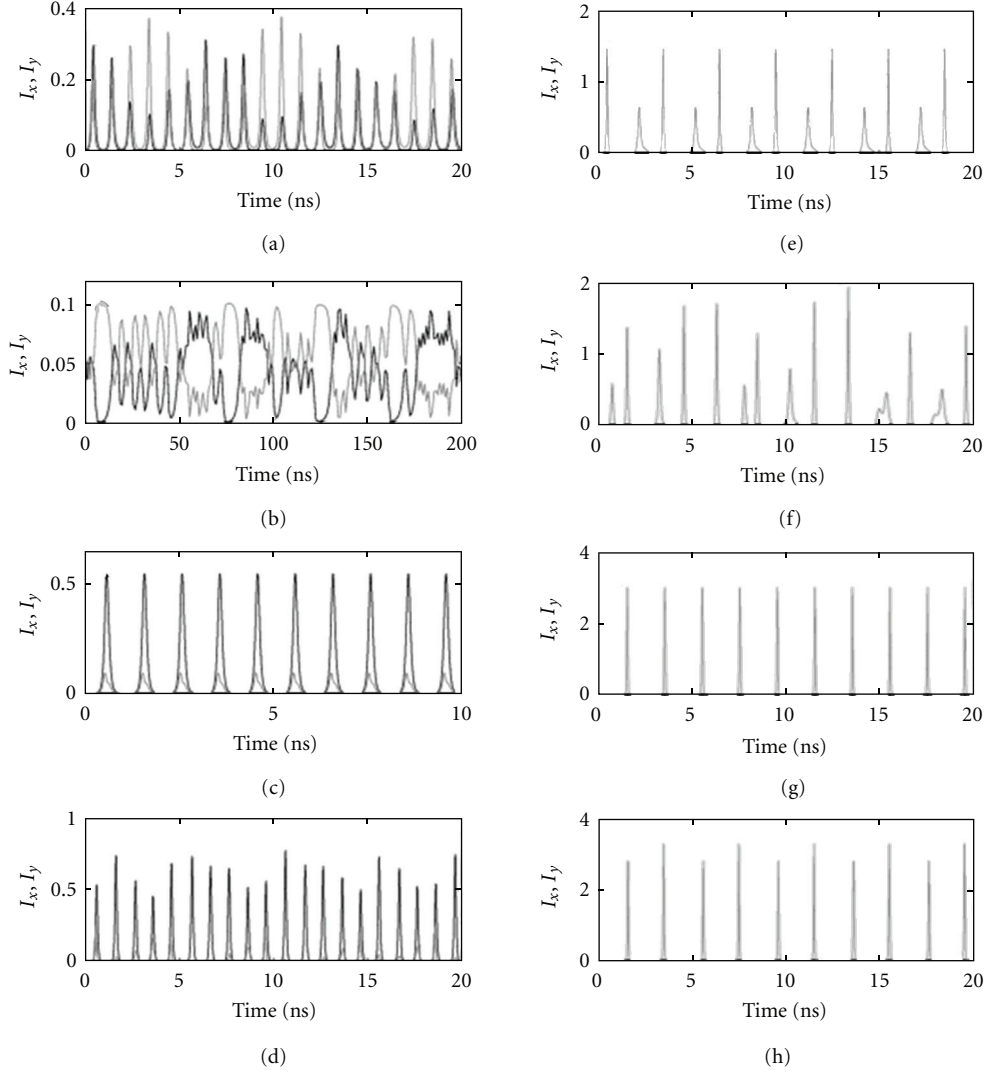 0.4
0.2
0
0 5 10 15 20
I_x, I_y
Time (ns)
(a)
0.1
0.05
0
0 50 100 150 200
I_x, I_y
Time (ns)
(b)
0.5
0
0 5 10
I_x, I_y
Time (ns)
(c)
1
0.5
0
0 5 10 15 20
I_x, I_y
Time (ns)
(d)
2
1
0
0 5 10 15 20
I_x, I_y
Time (ns)
(e)
2
1
0
0 5 10 15 20
I_x, I_y
Time (ns)
(f)
4
2
0
0 5 10 15 20
I_x, I_y
Time (ns)
(g)
4
2
0
0 5 10 15 20
I_x, I_y
Time (ns)
(h)